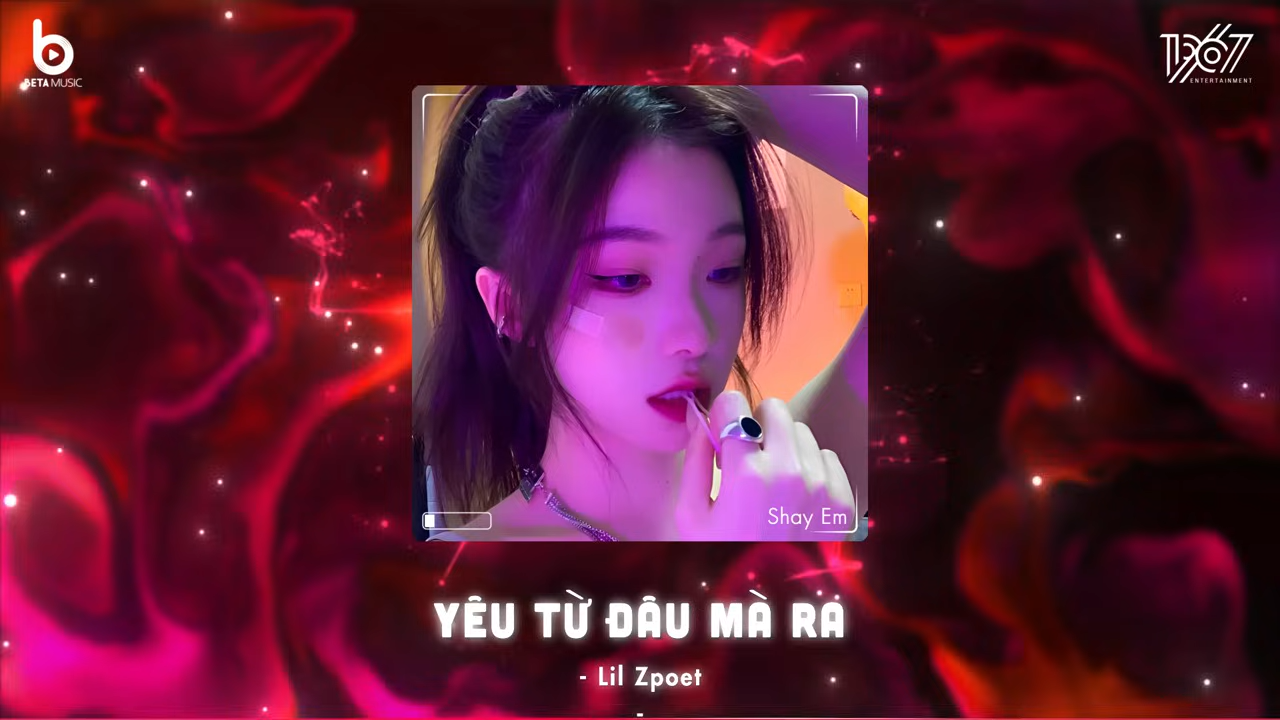 BETA MUSIC
1967
ENTERTAINMENT
Shay Em
YÊU TỪ ĐÂU MÀ RA
- Lil Zpoet
-